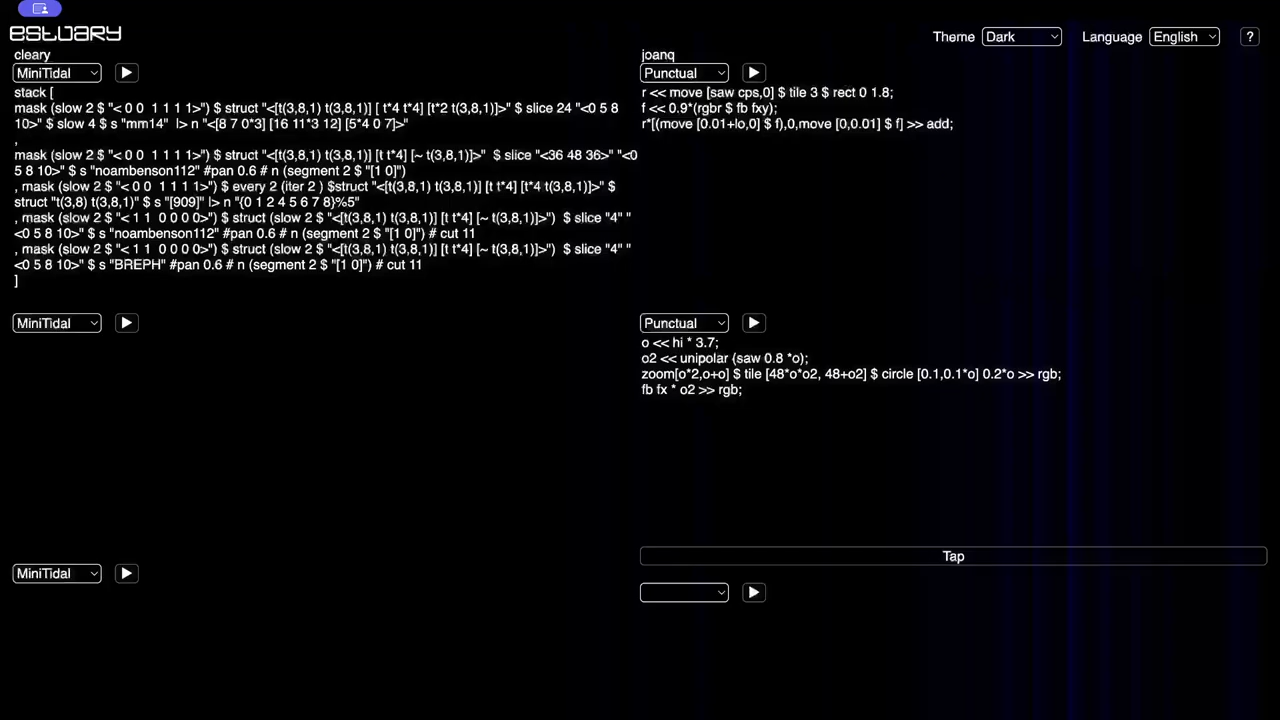 estuary
Theme Dark Language English ?
cleary
MiniTidal
stack [
mask (slow 2 $ "< 0 0  1 1 1 1>") $ struct "<[t(3,8,1) t(3,8,1)] [ t*4 t*4] [t*2 t(3,8,1)]>" $ slice 24 "<0 5 8
10>" $ slow 4 $ s "mm14"  |> n "<[8 7 0*3] [16 11*3 12] [5*4 0 7]>"
,
mask (slow 2 $ "< 0 0  1 1 1 1>") $ struct "<[t(3,8,1) t(3,8,1)] [t t*4] [~ t(3,8,1)]>"  $ slice "<36 48 36>" "<0
5 8 10>" $ s "noambenson112" #pan 0.6 # n (segment 2 $ "[1 0]")
, mask (slow 2 $ "< 0 0  1 1 1 1>") $ every 2 (iter 2 ) $struct "<[t(3,8,1) t(3,8,1)] [t t*4] [t*4 t(3,8,1)]>" $
struct "t(3,8) t(3,8,1)" $ s "[909]" |> n "{0 1 2 4 5 6 7 8}%5"
, mask (slow 2 $ "< 1 1  0 0 0 0>") $ struct (slow 2 $ "<[t(3,8,1) t(3,8,1)] [t t*4] [~ t(3,8,1)]>")  $ slice "4" "
<0 5 8 10>" $ s "noambenson112" #pan 0.6 # n (segment 2 $ "[1 0]") # cut 11
, mask (slow 2 $ "< 1 1  0 0 0 0>") $ struct (slow 2 $ "<[t(3,8,1) t(3,8,1)] [t t*4] [~ t(3,8,1)]>")  $ slice "4" "
<0 5 8 10>" $ s "BREPH" #pan 0.6 # n (segment 2 $ "[1 0]") # cut 11
]
MiniTidal
MiniTidal
joanq
Punctual
r << move [saw cps,0] $ tile 3 $ rect 0 1.8;
f << 0.9*(rgbr $ fb fxy);
r*[(move [0.01+lo,0] $ f),0,move [0,0.01] $ f] >> add;
Punctual
o << hi * 3.7;
o2 << unipolar (saw 0.8 *o);
zoom[o*2,o+o] $ tile [48*o*o2, 48+o2] $ circle [0.1,0.1*o] 0.2*o >> rgb;
fb fx * o2 >> rgb;
Tap